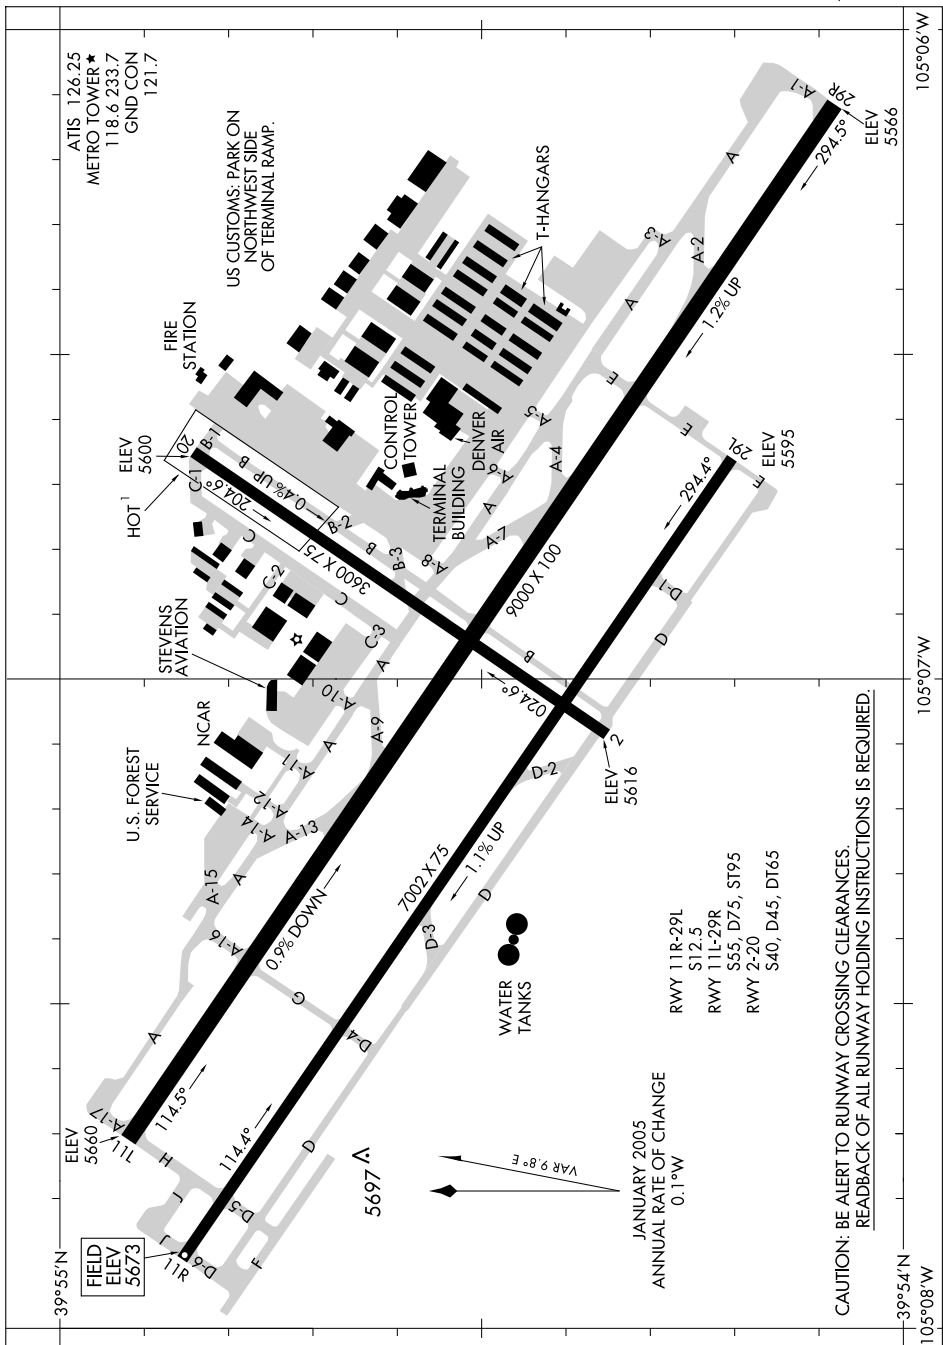 ATIS 126.25
METRO TOWER★
118.6 233.7
GND CON
121.7
US CUSTOMS: PARK ON
NORTHWEST SIDE
OF TERMINAL RAMP.
105°06'W
A-1
29R
ELEV
5566
294.5°
A
A-3
A-2
A
1.2% UP
T-HANGARS
FIRE
STATION
ELEV
5600
HOT 1
20
B-1
C-1
B
204.6°
0.4% UP
C
B-2
3600 X 75
B
B-3
CONTROL
TOWER
TERMINAL
BUILDING
DENVER
AIR
A-5
A-4
A-6
A
A-7
A-8
E
E
29L
ELEV
5595
E
294.4°
D-1
D
9000 X 100
STEVENS
AVIATION
C-2
C
C-3
A
A-10
A-9
B
024.6°
2
ELEV
5616
D-2
105°07'W
U.S. FOREST
SERVICE
NCAR
A-11
A
A-12
A-14
A-13
A-15
A
A-16
0.9% DOWN
7002 X 75
1.1% UP
D
D-3
G
D-4
WATER
TANKS
RWY 11R-29L
S12.5
RWY 11L-29R
S55, D75, ST95
RWY 2-20
S40, D45, DT65
A
A-17
ELEV
5660
11L
114.5°
H
J
J
114.4°
D-5
D
FIELD
ELEV
5673
11R
D-6
F
5697
VAR 9.8° E
JANUARY 2005
ANNUAL RATE OF CHANGE
0.1°W
CAUTION: BE ALERT TO RUNWAY CROSSING CLEARANCES.
READBACK OF ALL RUNWAY HOLDING INSTRUCTIONS IS REQUIRED.
39°55'N
39°54'N
105°08'W